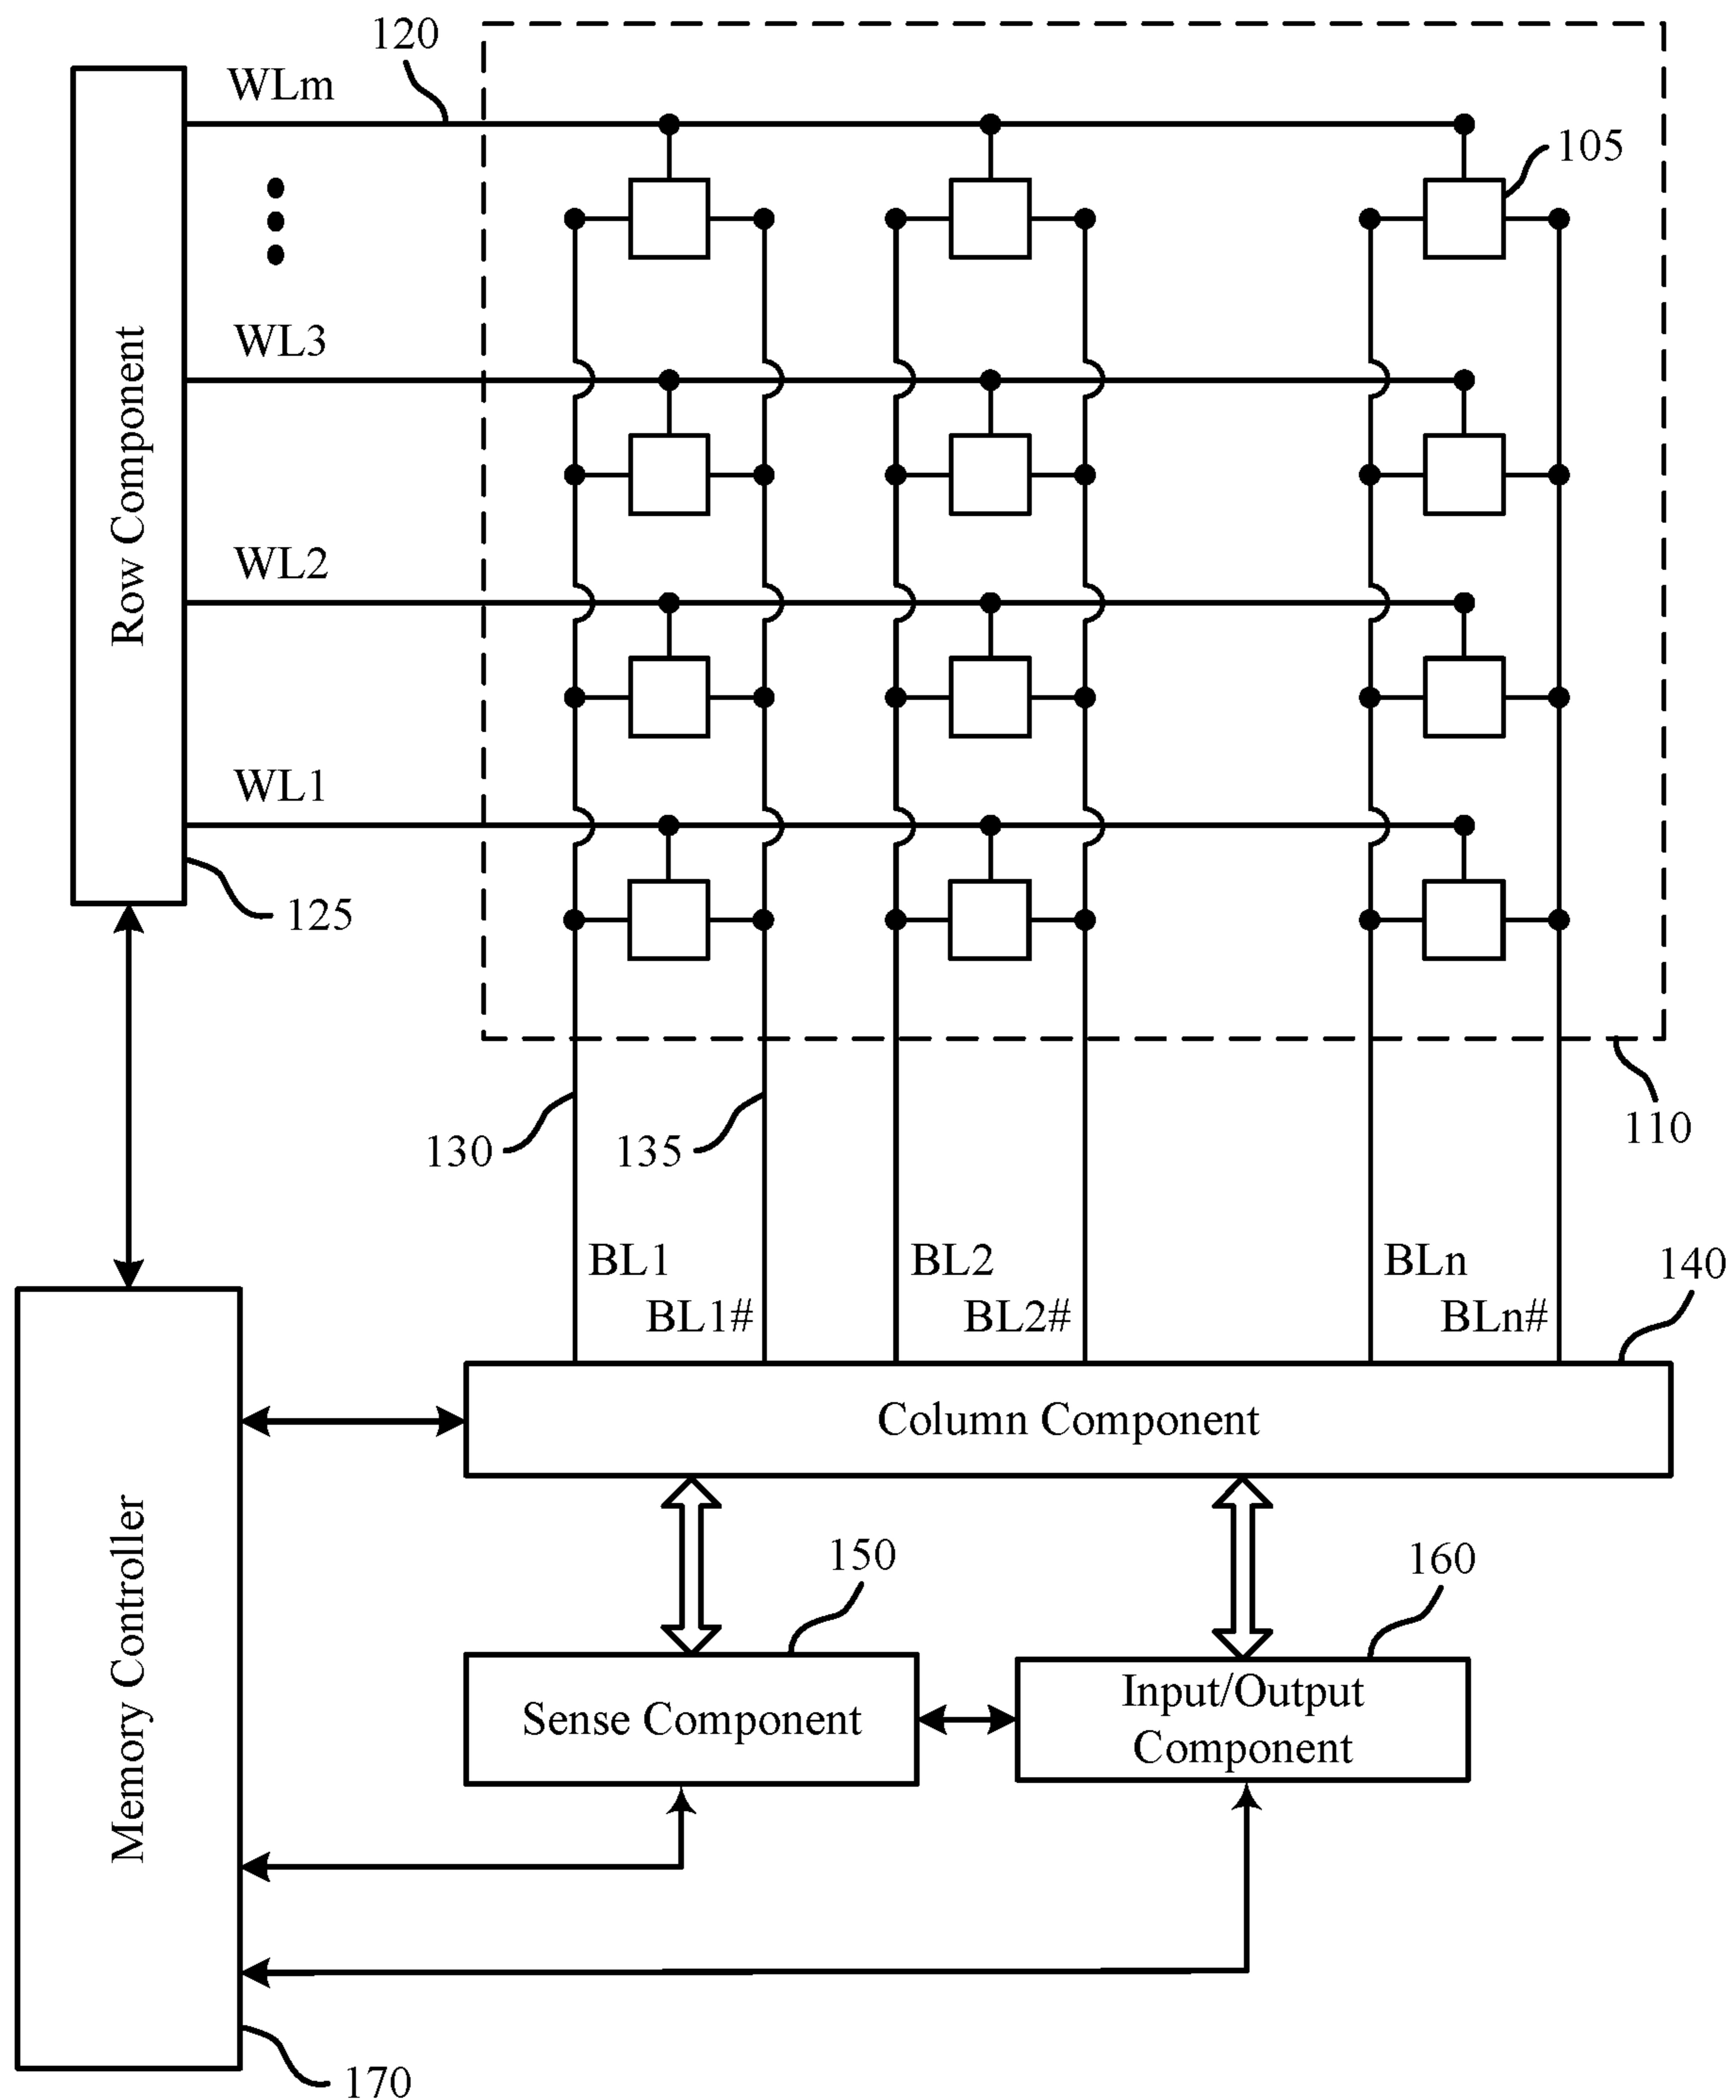 120
WLm
105
WL3
Row Component
WL2
WL1
125
110
130
135
BL1
BL2
BLn
140
BL1#
BL2#
BLn#
Column Component
Memory Controller
150
160
Sense Component
Input/Output
Component
170